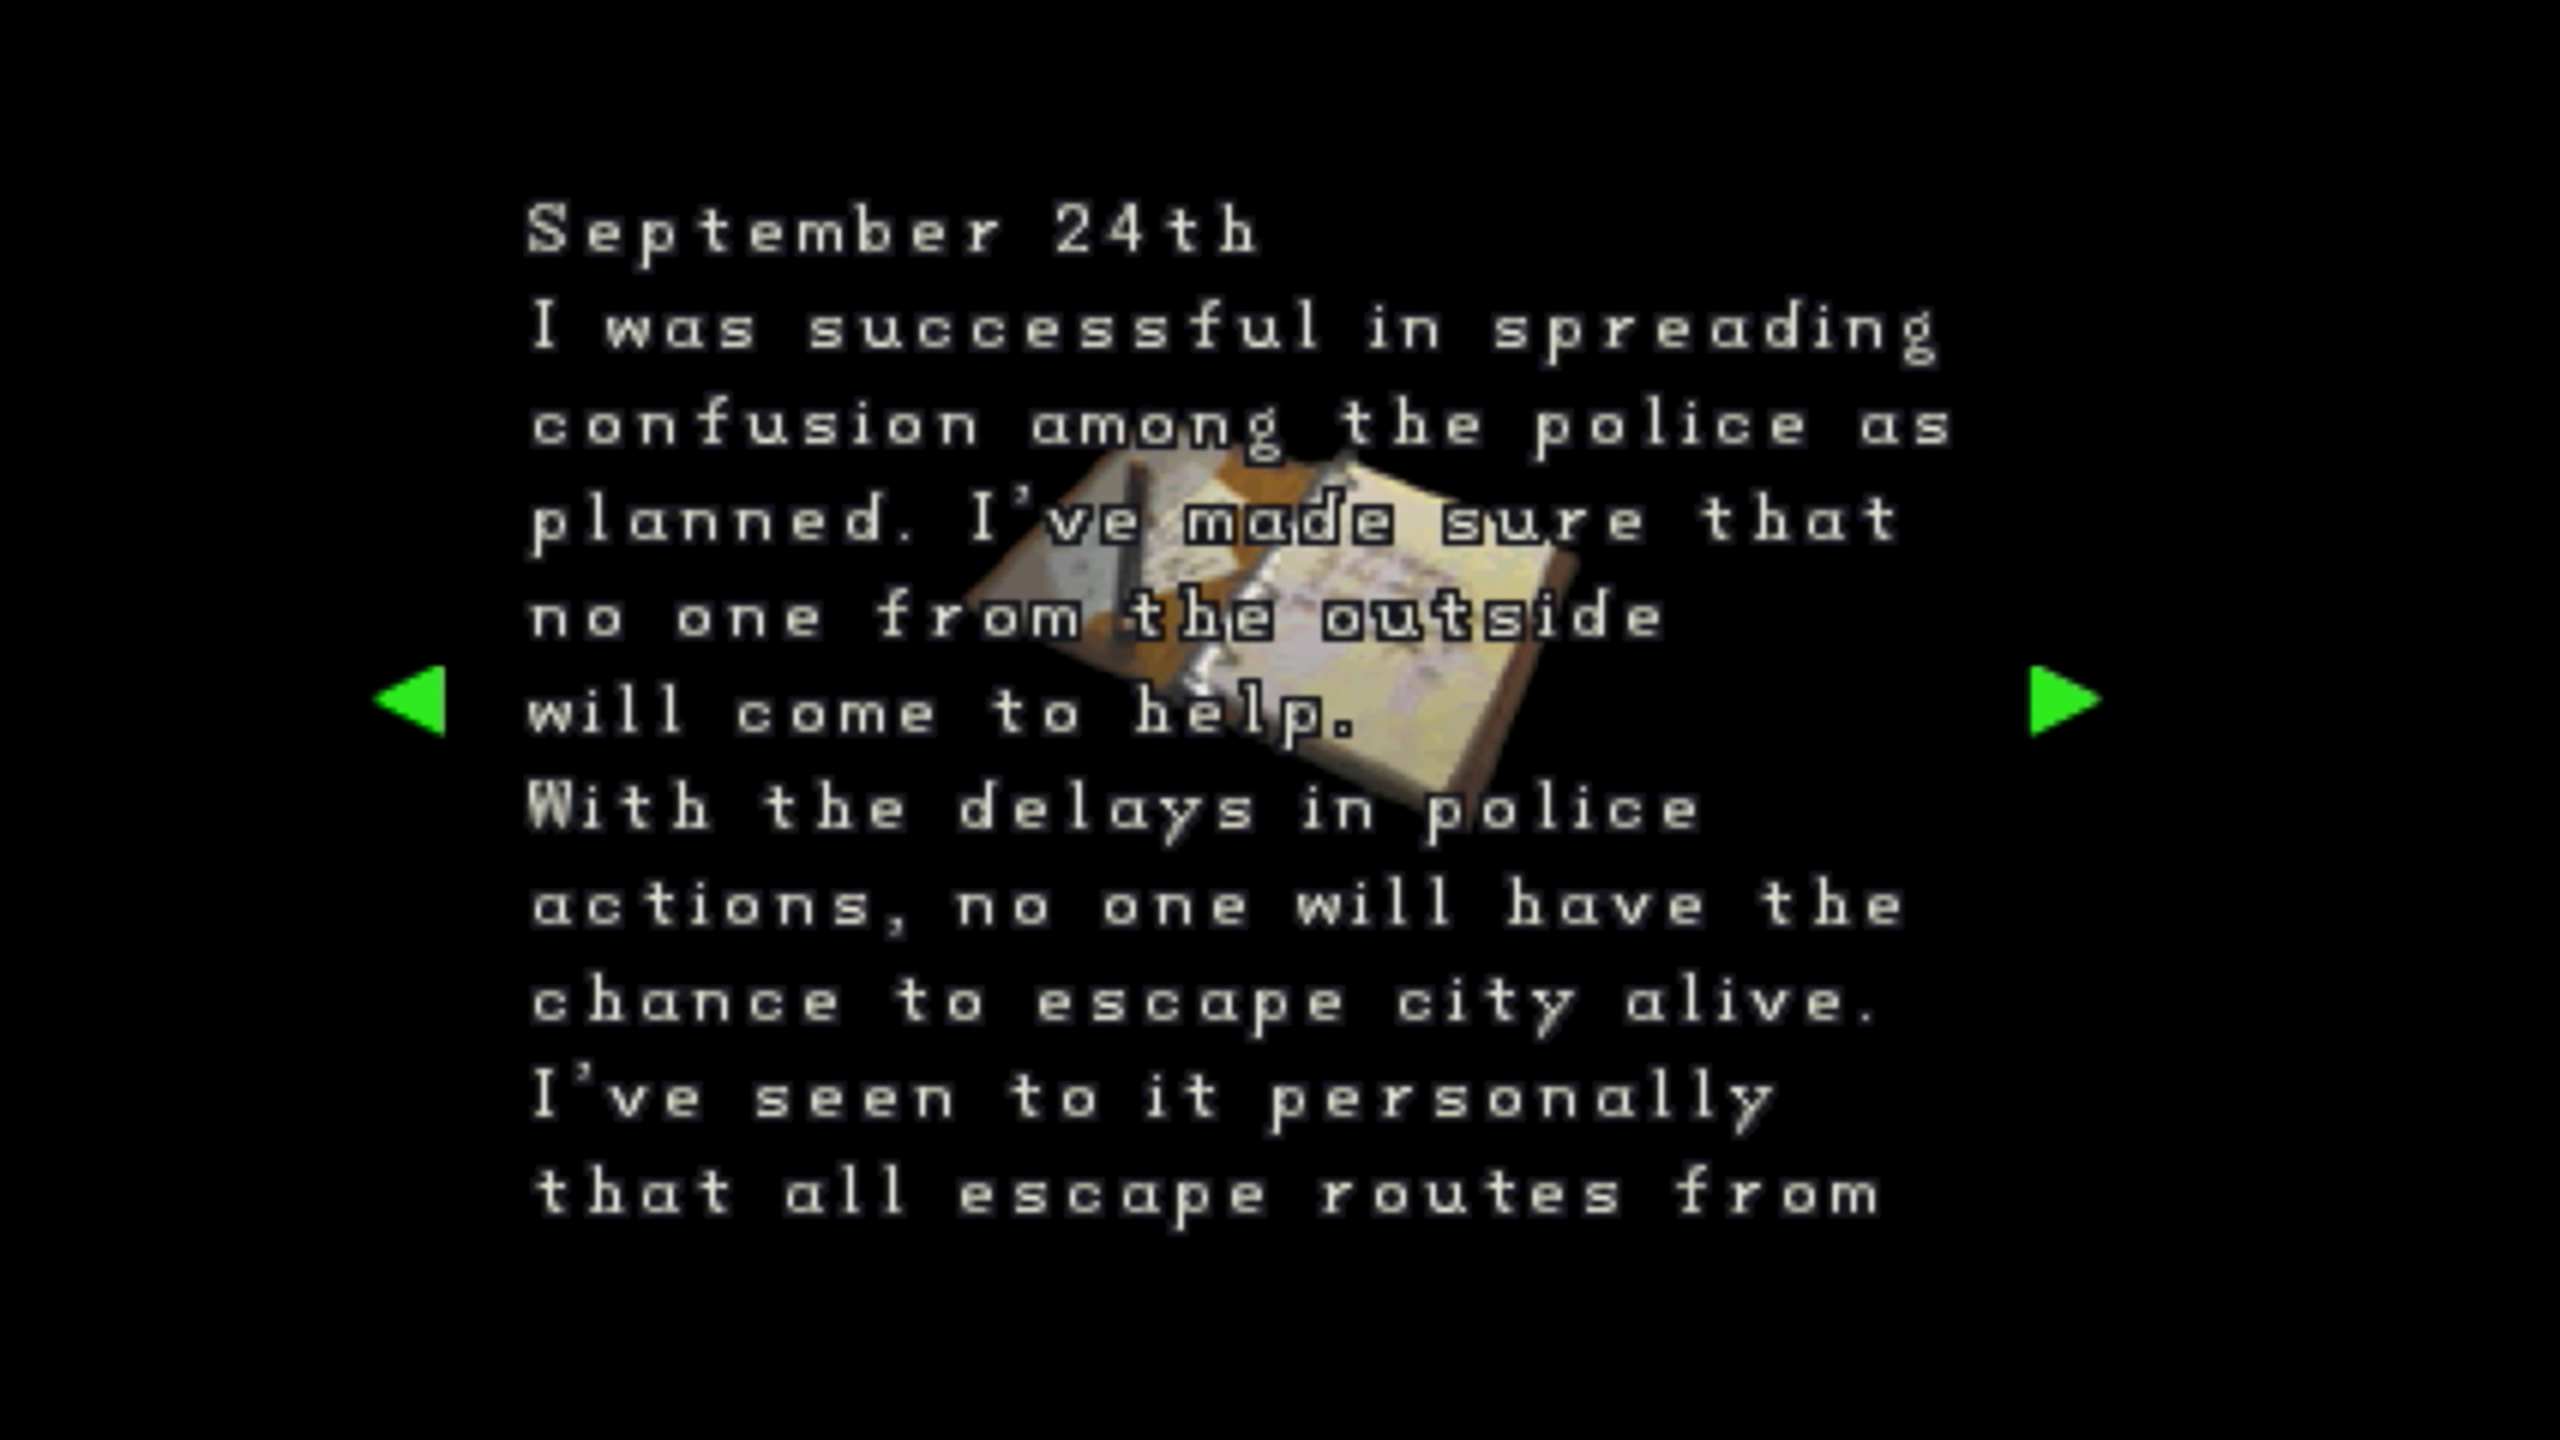 September 24th
I was successful in spreading
confusion among the police as
planned. I've made sure that
no one from the outside
will come to help.
With the delays in police
actions, no one will have the
chance to escape city alive.
I've seen to it personally
that all escape routes from